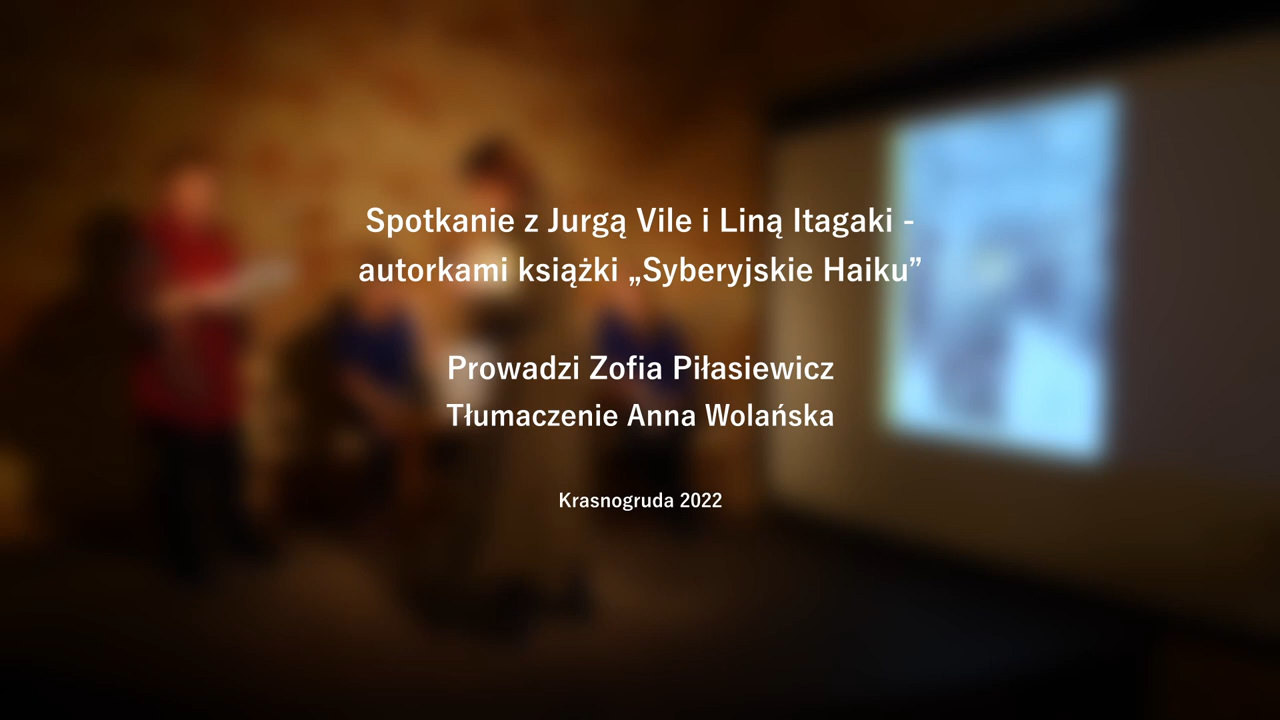 Spotkanie z Jurgą Vile i Liną Itagaki -
autorkami książki „Syberyjskie Haiku”
Prowadzi Zofia Piłasiewicz
Tłumaczenie Anna Wolańska
Krasnogruda 2022